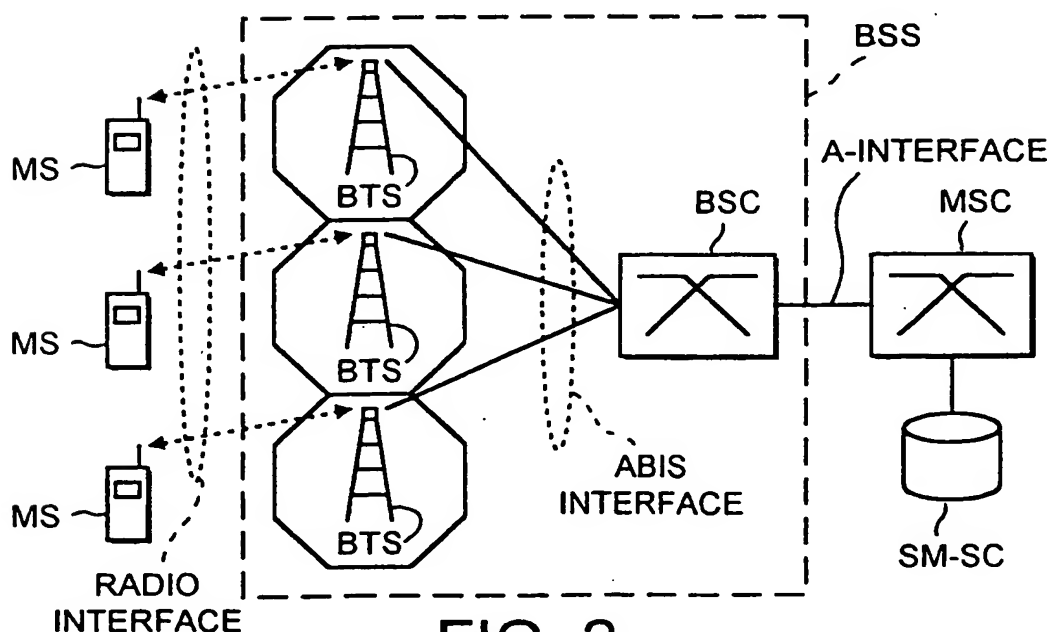 BSS
A-INTERFACE
MS
BTS
BSC
MSC
MS
BTS
ABIS
INTERFACE
MS
BTS
SM-SC
RADIO
INTERFACE